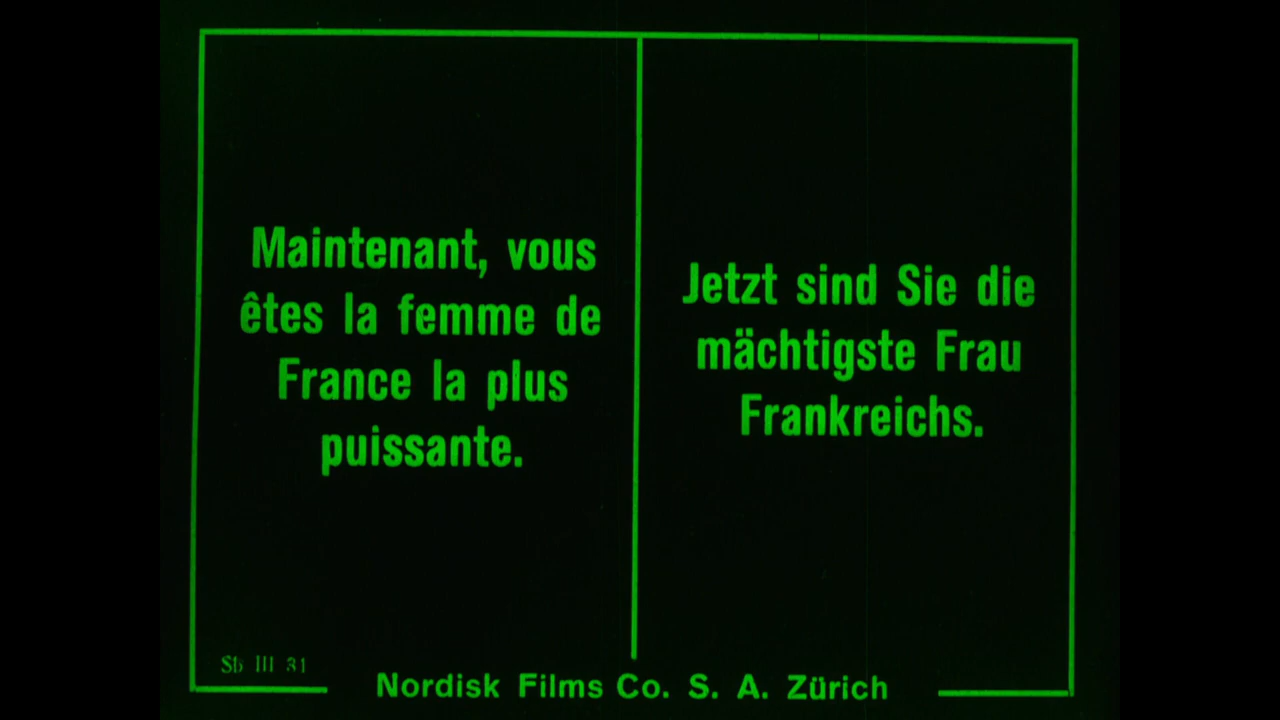 Maintenant, vous
êtes la femme de
France la plus
puissante.
Jetzt sind Sie die
mächtigste Frau
Frankreichs.
Sb III 31
Nordisk Films Co. S. A. Zürich